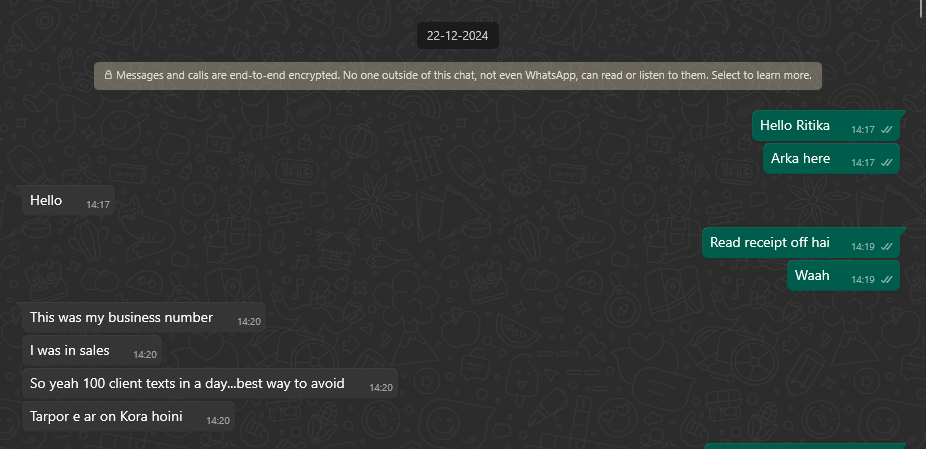 22-12-2024
Messages and calls are end-to-end encrypted. No one outside of this chat, not even WhatsApp, can read or listen to them. Select to learn more.
Hello Ritika 14:17
Arka here 14:17
Hello 14:17
Read receipt off hai 14:19
Waah 14:19
This was my business number 14:20
I was in sales 14:20
So yeah 100 client texts in a day...best way to avoid 14:20
Tarpor e ar on Kora hoini 14:20